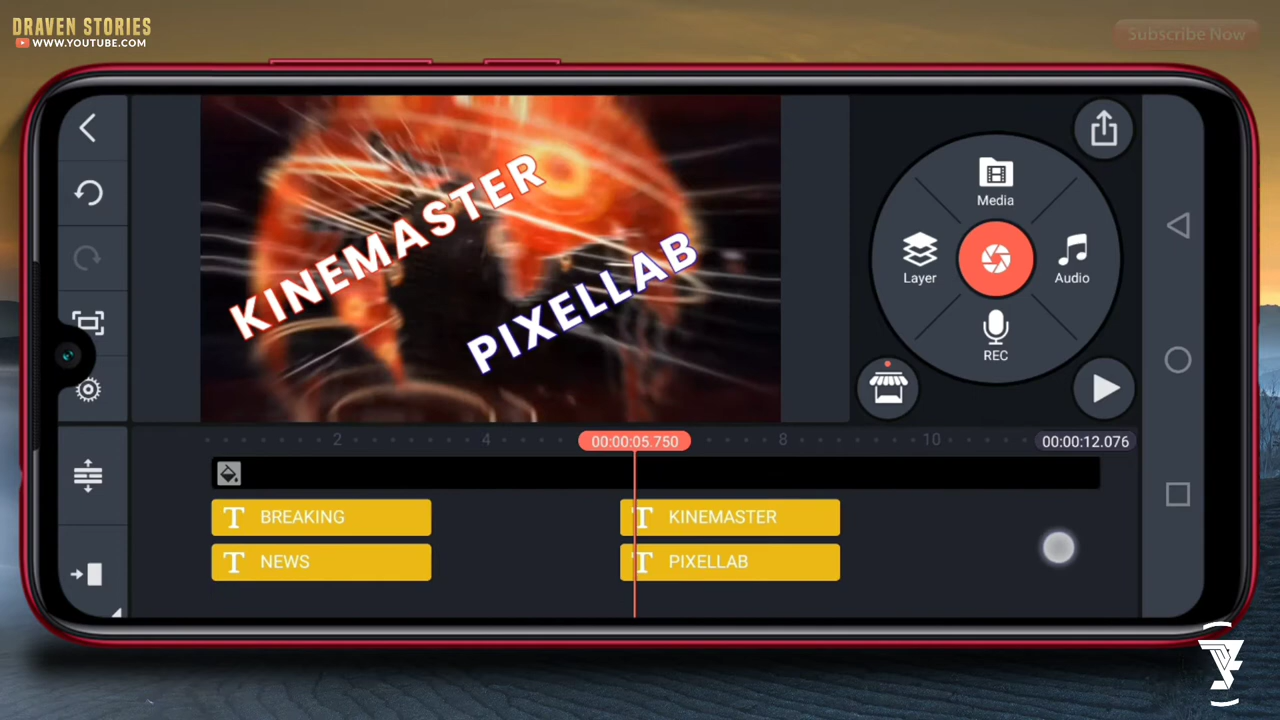 DRAVEN STORIES
WWW.YOUTUBE.COM
Subscribe Now
KINEMASTER
PIXELLAB
Media
Layer
Audio
REC
2
4
00:00:05.750
8
10
00:00:12.076
T BREAKING
T KINEMASTER
T NEWS
T PIXELLAB